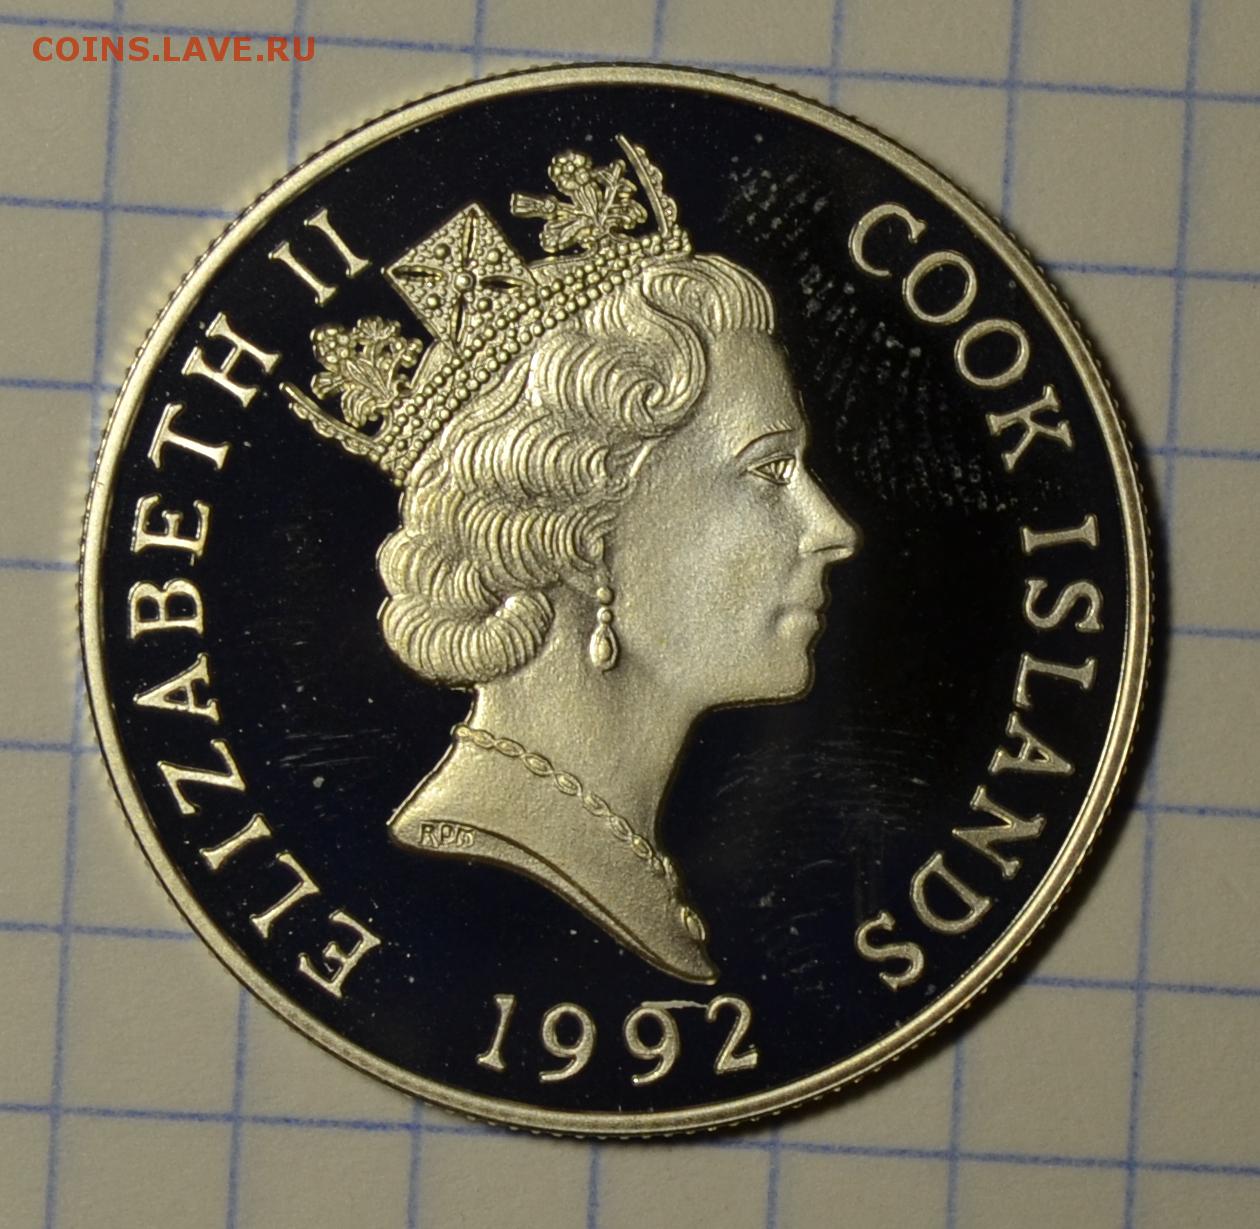 COINS.LAVE.RU
ELIZABETH II
COOK ISLANDS
RDM
1992